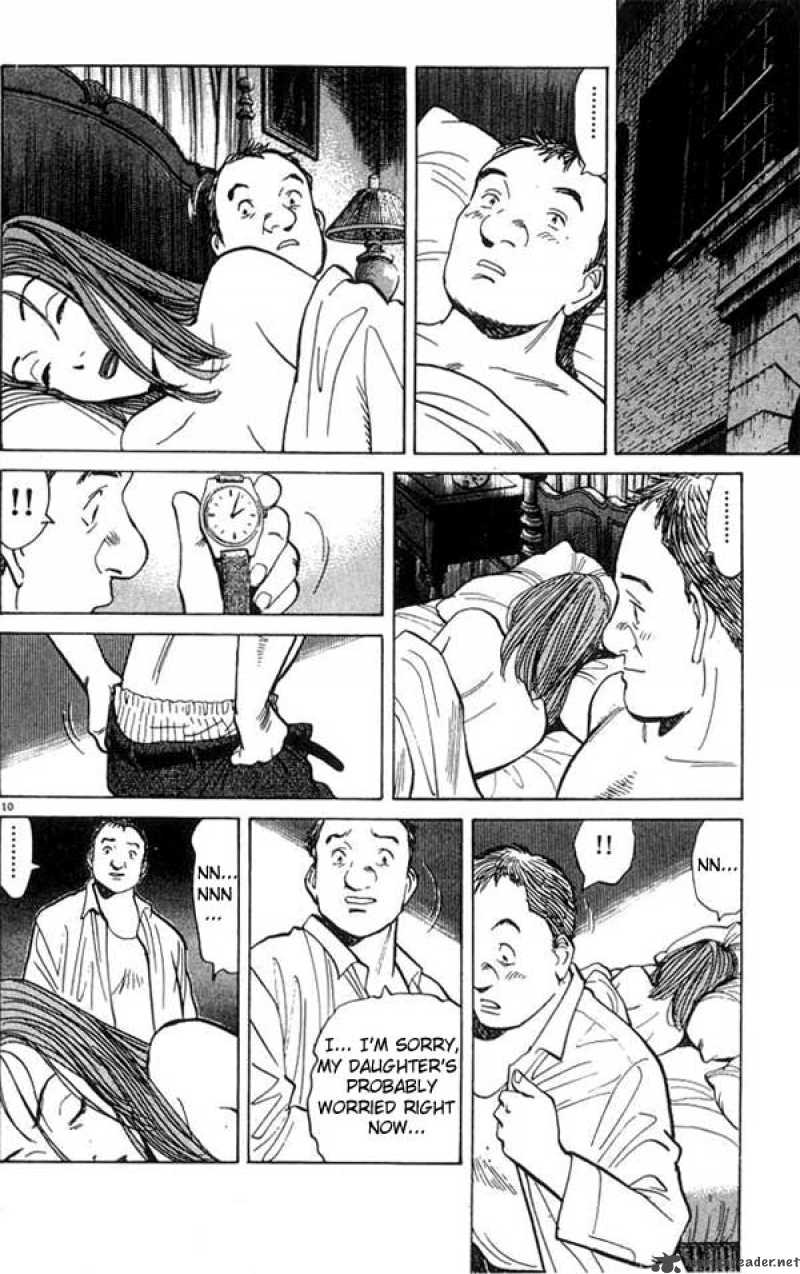 .........
.........
!!
NN...
!!
I... I'M SORRY,
MY DAUGHTER'S
PROBABLY
WORRIED RIGHT
NOW...
NN...
NNN
...
.........
10
eader.net